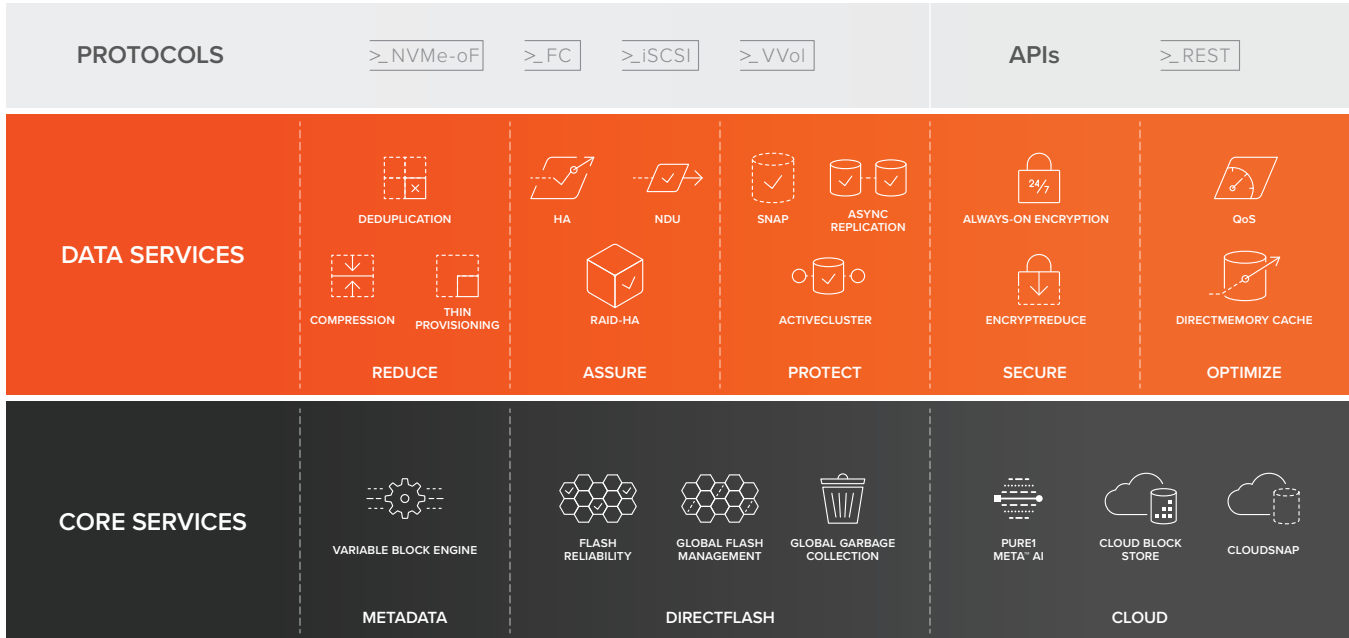 PROTOCOLS
>_NVMe-oF
>_FC
>_iSCSI
>_VVol
APIs
>_REST
DATA SERVICES
DEDUPLICATION
COMPRESSION
THIN
PROVISIONING
REDUCE
HA
NDU
RAID-HA
ASSURE
SNAP
ASYNC
REPLICATION
ACTIVECLUSTER
PROTECT
24/7
ALWAYS-ON ENCRYPTION
ENCRYPTREDUCE
SECURE
QoS
DIRECTMEMORY CACHE
OPTIMIZE
CORE SERVICES
VARIABLE BLOCK ENGINE
METADATA
FLASH
RELIABILITY
GLOBAL FLASH
MANAGEMENT
GLOBAL GARBAGE
COLLECTION
DIRECTFLASH
PURE1
META™ AI
CLOUD BLOCK
STORE
CLOUDSNAP
CLOUD